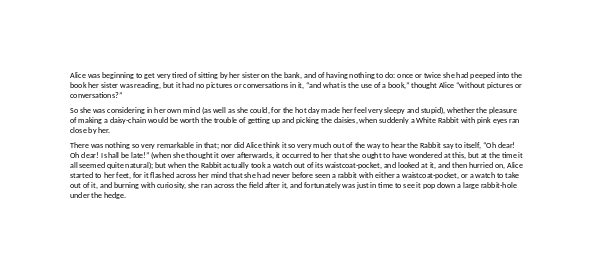 Alice was beginning to get very tired of sitting by her sister on the bank, and of having nothing to do: once or twice she had peeped into the
book her sister was reading, but it had no pictures or conversations in it, “and what is the use of a book,” thought Alice “without pictures or
conversations?”
So she was considering in her own mind (as well as she could, for the hot day made her feel very sleepy and stupid), whether the pleasure
of making a daisy-chain would be worth the trouble of getting up and picking the daisies, when suddenly a White Rabbit with pink eyes ran
close by her.
There was nothing so very remarkable in that; nor did Alice think it so very much out of the way to hear the Rabbit say to itself, “Oh dear!
Oh dear! I shall be late!” (when she thought it over afterwards, it occurred to her that she ought to have wondered at this, but at the time it
all seemed quite natural); but when the Rabbit actually took a watch out of its waistcoat-pocket, and looked at it, and then hurried on, Alice
started to her feet, for it flashed across her mind that she had never before seen a rabbit with either a waistcoat-pocket, or a watch to take
out of it, and burning with curiosity, she ran across the field after it, and fortunately was just in time to see it pop down a large rabbit-hole
under the hedge.